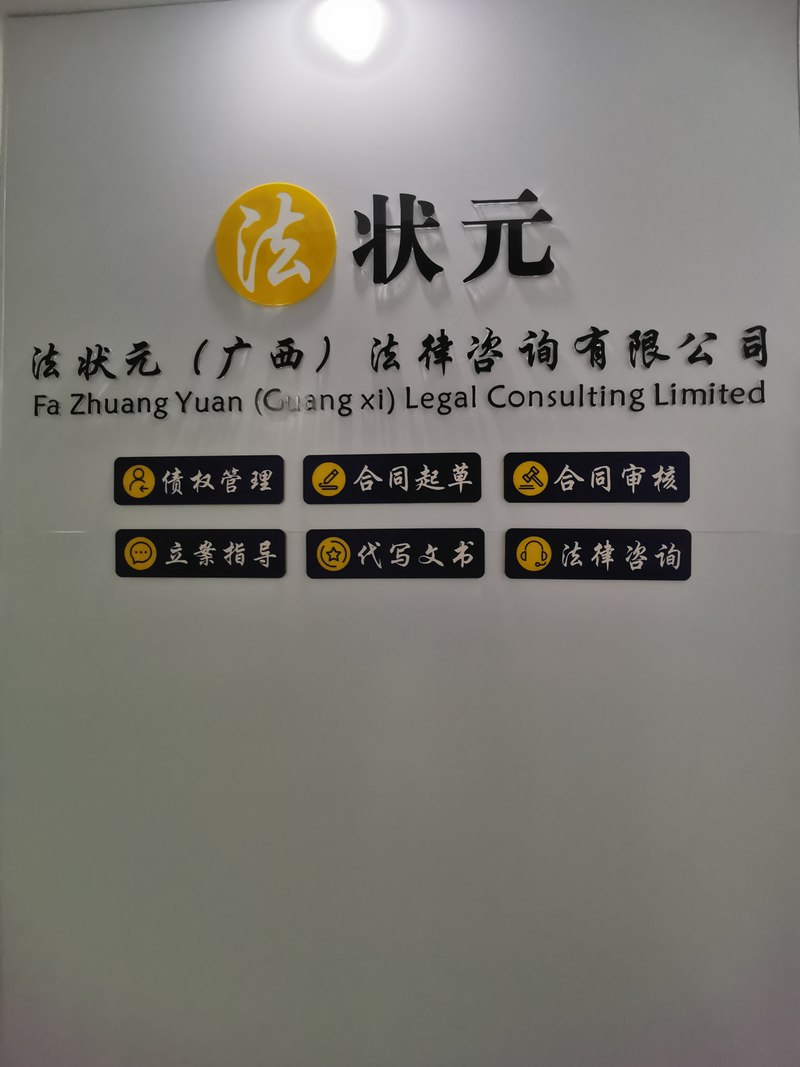 法状元
法状元（广西）法律咨询有限公司
Fa Zhuang Yuan (Guang xi) Legal Consulting Limited
债权管理 合同起草 合同审核
立案指导 代写文书 法律咨询